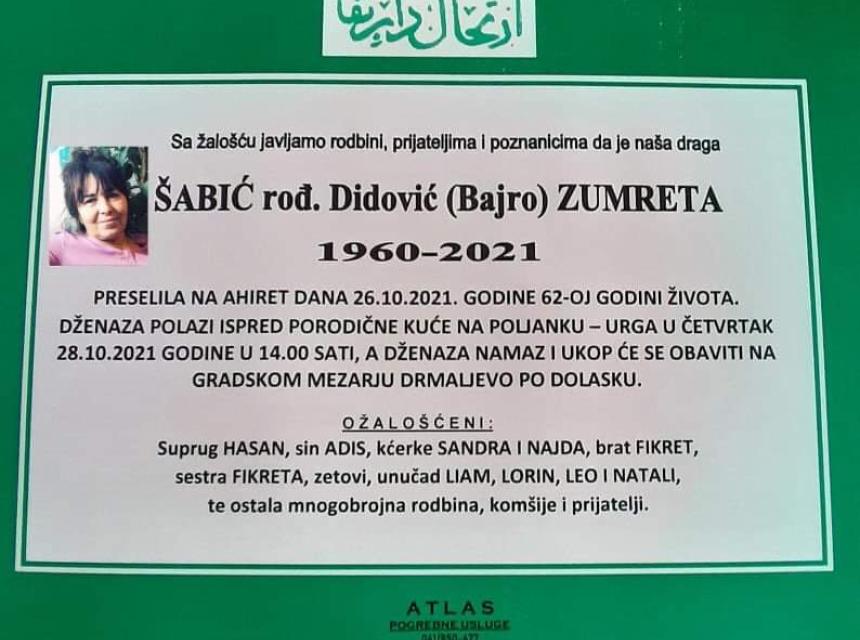 Sa žalošću javljamo rodbini, prijateljima i poznanicima da je naša draga
ŠABIĆ rođ. Didović (Bajro) ZUMRETA
1960-2021
PRESELILA NA AHIRET DANA 26.10.2021. GODINE 62-OJ GODINI ŽIVOTA.
DŽENAZA POLAZI ISPRED PORODIČNE KUĆE NA POLJANKU – URGA U ČETVRTAK
28.10.2021 GODINE U 14.00 SATI, A DŽENAZA NAMAZ I UKOP ĆE SE OBAVITI NA
GRADSKOM MEZARJU DRMALJEVO PO DOLASKU.
OŽALOŠĆENI:
Suprug HASAN, sin ADIS, kćerke SANDRA I NAJDA, brat FIKRET,
sestra FIKRETA, zetovi, unučad LIAM, LORIN, LEO I NATALI,
te ostala mnogobrojna rodbina, komšije i prijatelji.
ATLAS
POGREBNE USLUGE